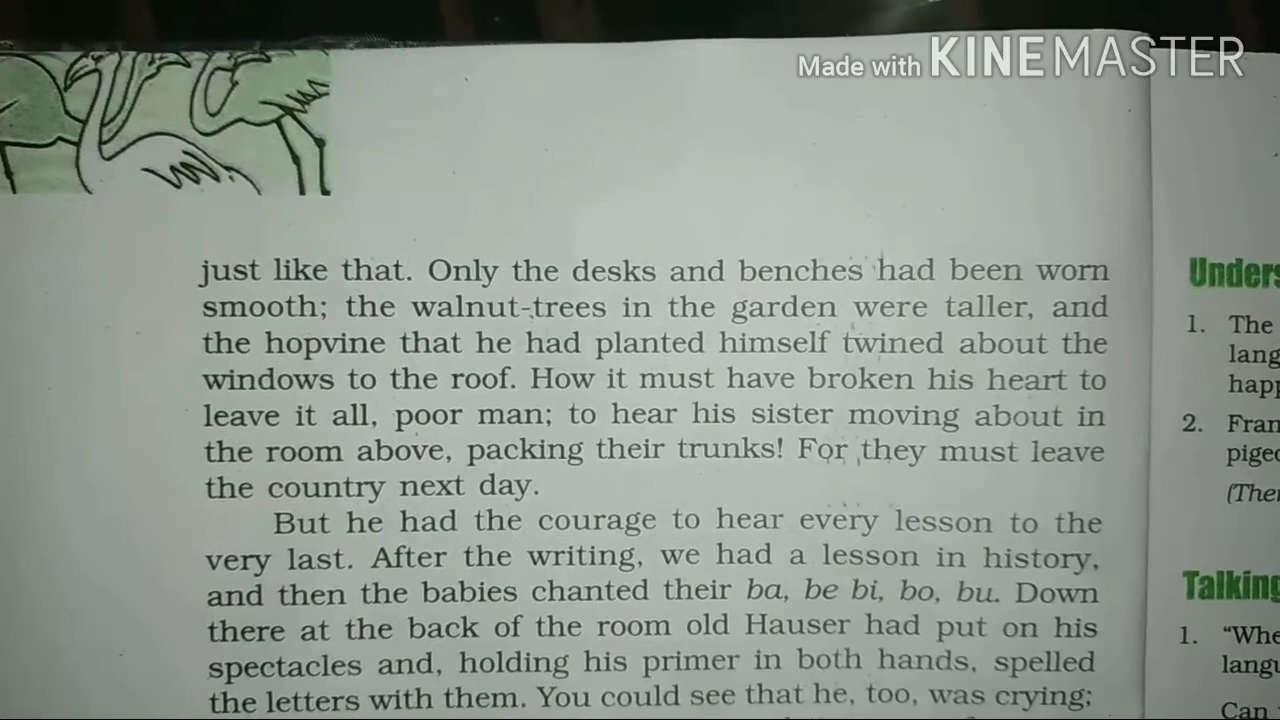 Made with KINEMASTER
just like that. Only the desks and benches had been worn
smooth; the walnut-trees in the garden were taller, and
the hopvine that he had planted himself twined about the
windows to the roof. How it must have broken his heart to
leave it all, poor man; to hear his sister moving about in
the room above, packing their trunks! For they must leave
the country next day.
But he had the courage to hear every lesson to the
very last. After the writing, we had a lesson in history,
and then the babies chanted their ba, be bi, bo, bu. Down
there at the back of the room old Hauser had put on his
spectacles and, holding his primer in both hands, spelled
the letters with them. You could see that he, too, was crying;
Unders
1. The
lang
happ
2. Fran
pige
(The
Talking
1. "Whe
langu
Can